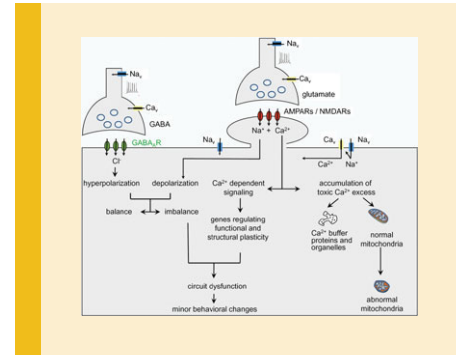 Naᵥ
Naᵥ
Caᵥ
glutamate
Caᵥ
GABA
AMPARs / NMDARs
Na⁺ + Ca²⁺
GABAₐR
Naᵥ
Caᵥ
Naᵥ
Cl⁻
Ca²⁺
Na⁺
hyperpolarization
depolarization
Ca²⁺ dependent
signaling
accumulation of
toxic Ca²⁺ excess
balance
imbalance
genes regulating
functional and
structural plasticity
Ca²⁺ buffer
proteins and
organelles
normal
mitochondria
circuit dysfunction
minor behavioral changes
abnormal
mitochondria